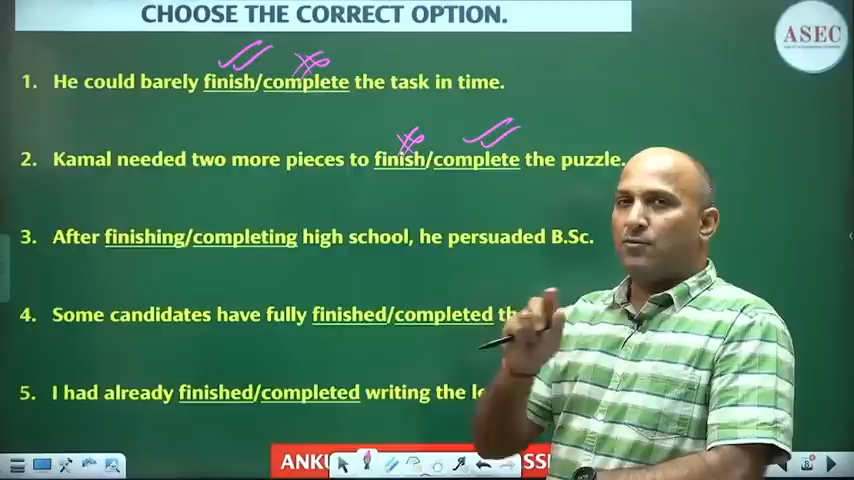 CHOOSE THE CORRECT OPTION.
ASEC
1. He could barely finish/complete the task in time.
2. Kamal needed two more pieces to finish/complete the puzzle.
3. After finishing/completing high school, he persuaded B.Sc.
4. Some candidates have fully finished/completed
5. I had already finished/completed writing the